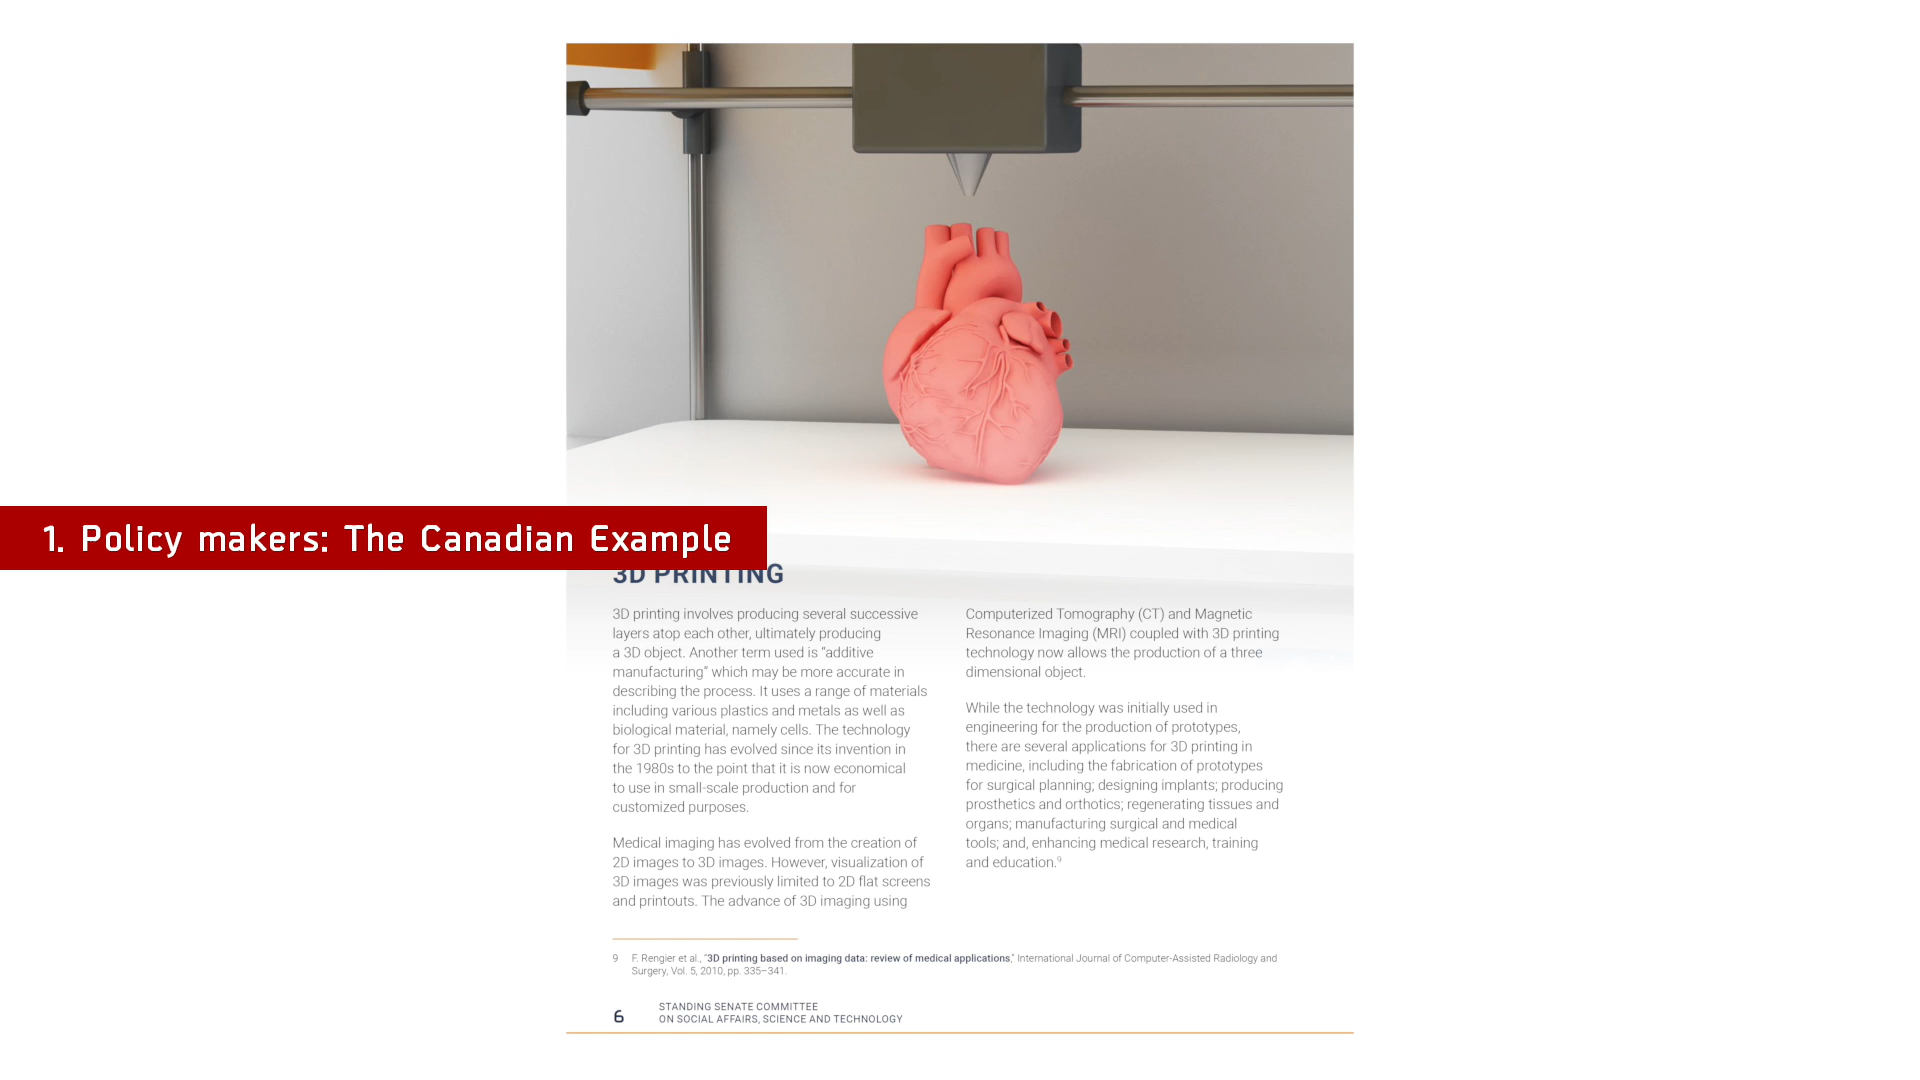 1. Policy makers: The Canadian Example
3D PRINTING
3D printing involves producing several successive
layers atop each other, ultimately producing
a 3D object. Another term used is “additive
manufacturing” which may be more accurate in
describing the process. It uses a range of materials
including various plastics and metals as well as
biological material, namely cells. The technology
for 3D printing has evolved since its invention in
the 1980s to the point that it is now economical
to use in small-scale production and for
customized purposes.
Medical imaging has evolved from the creation of
2D images to 3D images. However, visualization of
3D images was previously limited to 2D flat screens
and printouts. The advance of 3D imaging using
Computerized Tomography (CT) and Magnetic
Resonance Imaging (MRI) coupled with 3D printing
technology now allows the production of a three
dimensional object.
While the technology was initially used in
engineering for the production of prototypes,
there are several applications for 3D printing in
medicine, including the fabrication of prototypes
for surgical planning; designing implants; producing
prosthetics and orthotics; regenerating tissues and
organs; manufacturing surgical and medical
tools; and, enhancing medical research, training
and education.9
9 F. Rengier et al., “3D printing based on imaging data: review of medical applications,” International Journal of Computer-Assisted Radiology and
Surgery, Vol. 5, 2010, pp. 335–341.
6
STANDING SENATE COMMITTEE
ON SOCIAL AFFAIRS, SCIENCE AND TECHNOLOGY